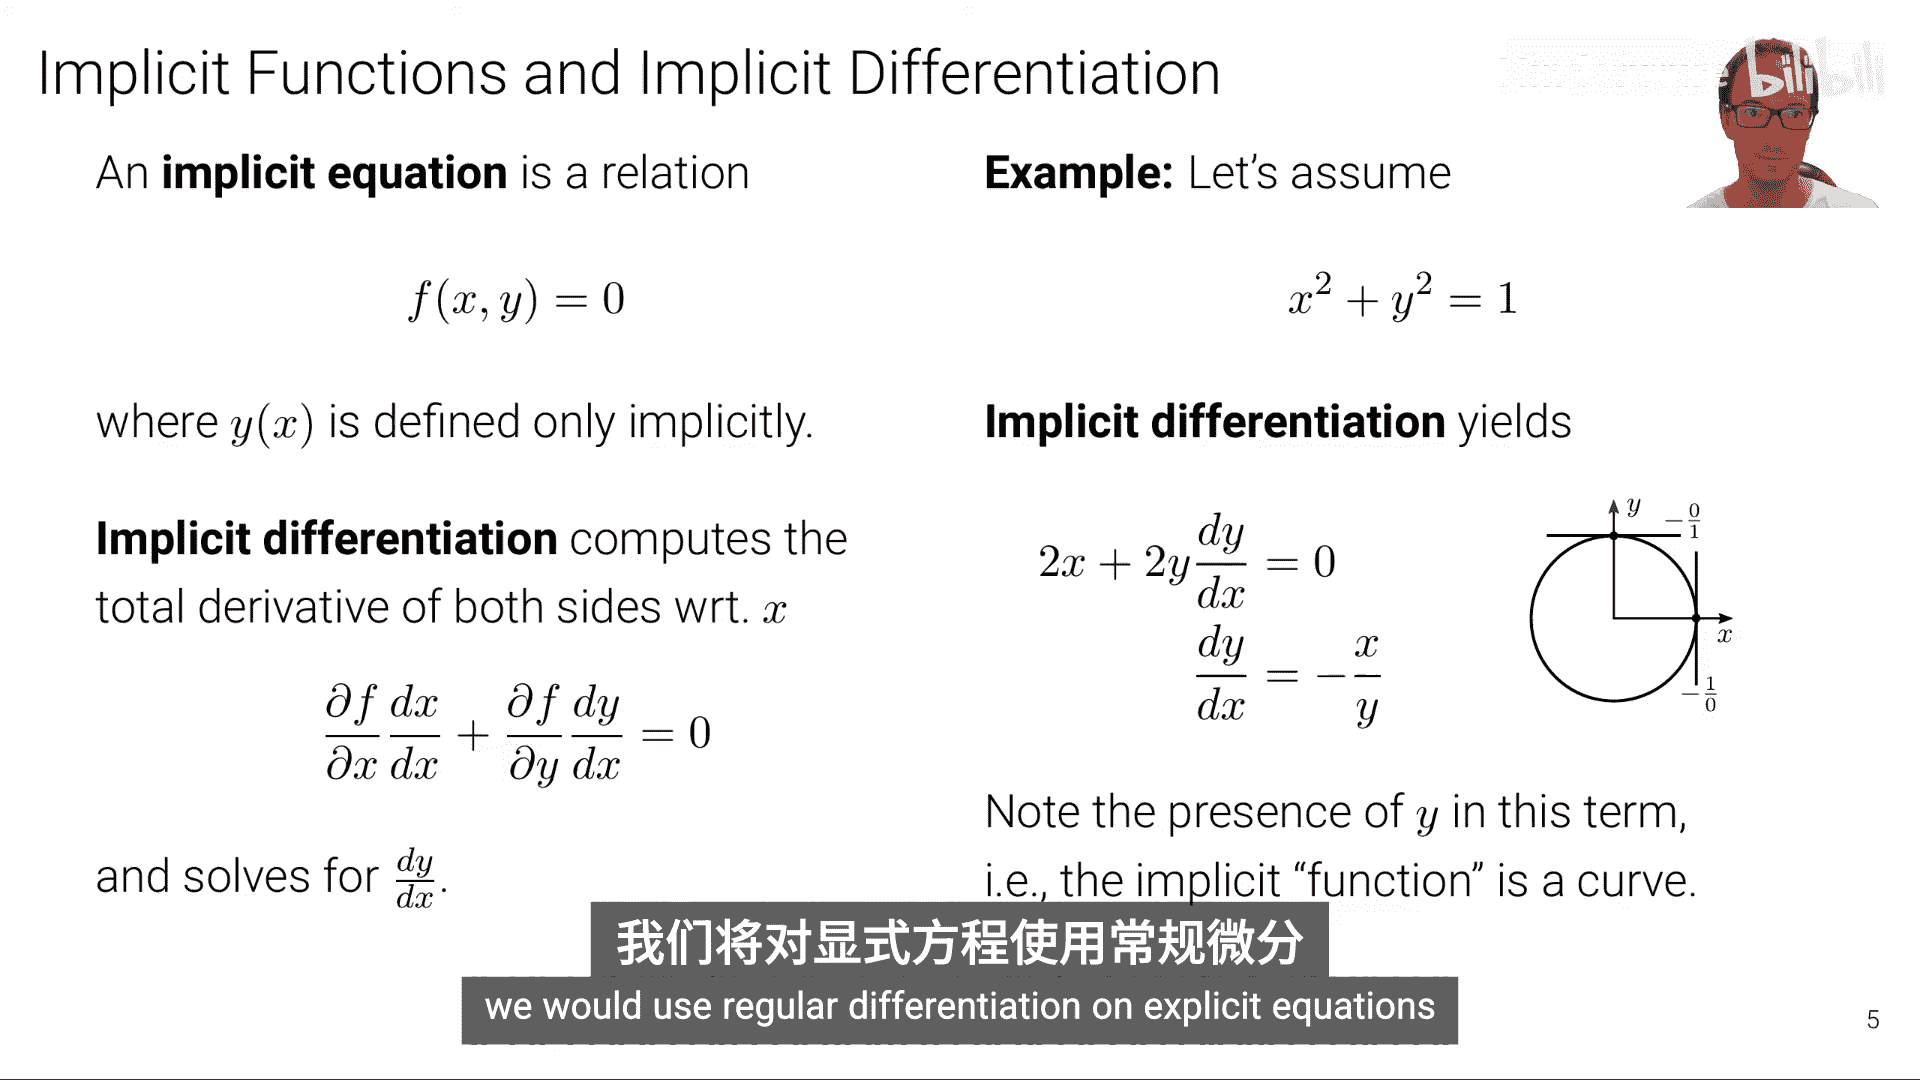 Implicit Functions and Implicit Differentiation
bilibili
An implicit equation is a relation
f(x, y) = 0
where y(x) is defined only implicitly.
Implicit differentiation computes the
total derivative of both sides wrt. x
∂f/∂x dx/dx + ∂f/∂y dy/dx = 0
and solves for dy/dx.
Example: Let’s assume
x² + y² = 1
Implicit differentiation yields
2x + 2y dy/dx = 0
dy/dx = −x/y
y
−0/1
x
−1/0
Note the presence of y in this term,
i.e., the implicit “function” is a curve.
我们将对显式方程使用常规微分
we would use regular differentiation on explicit equations
5